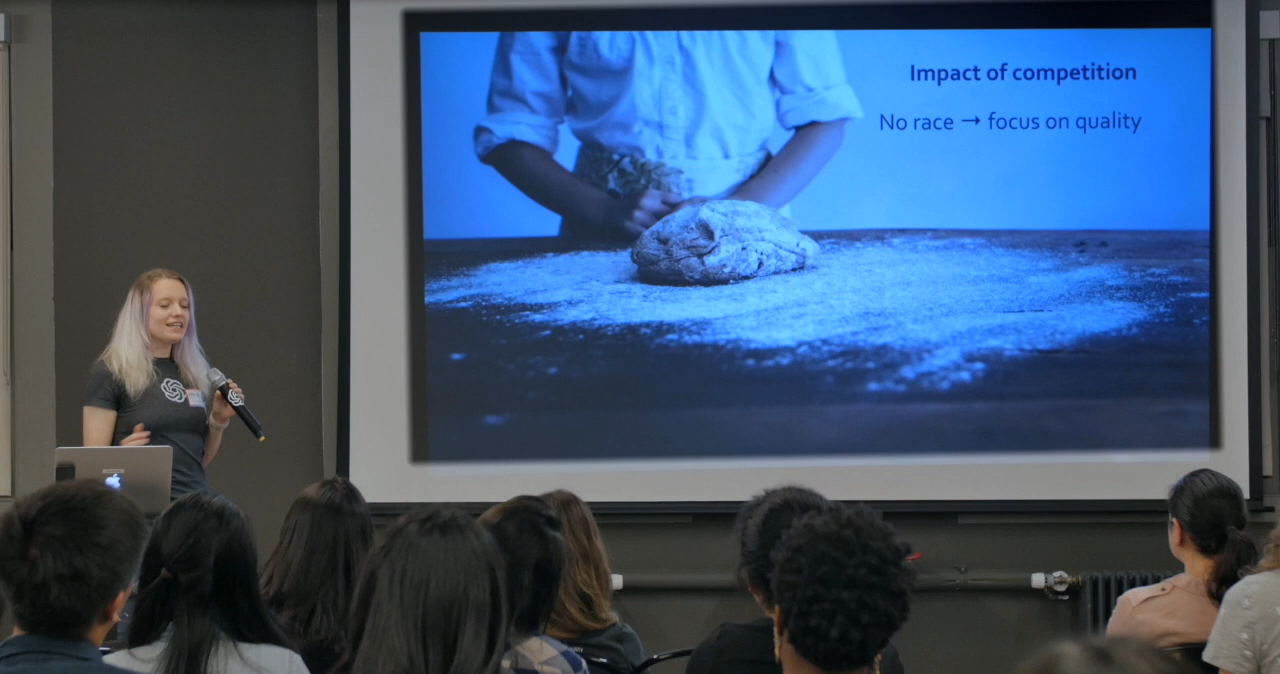 Impact of competition
No race → focus on quality